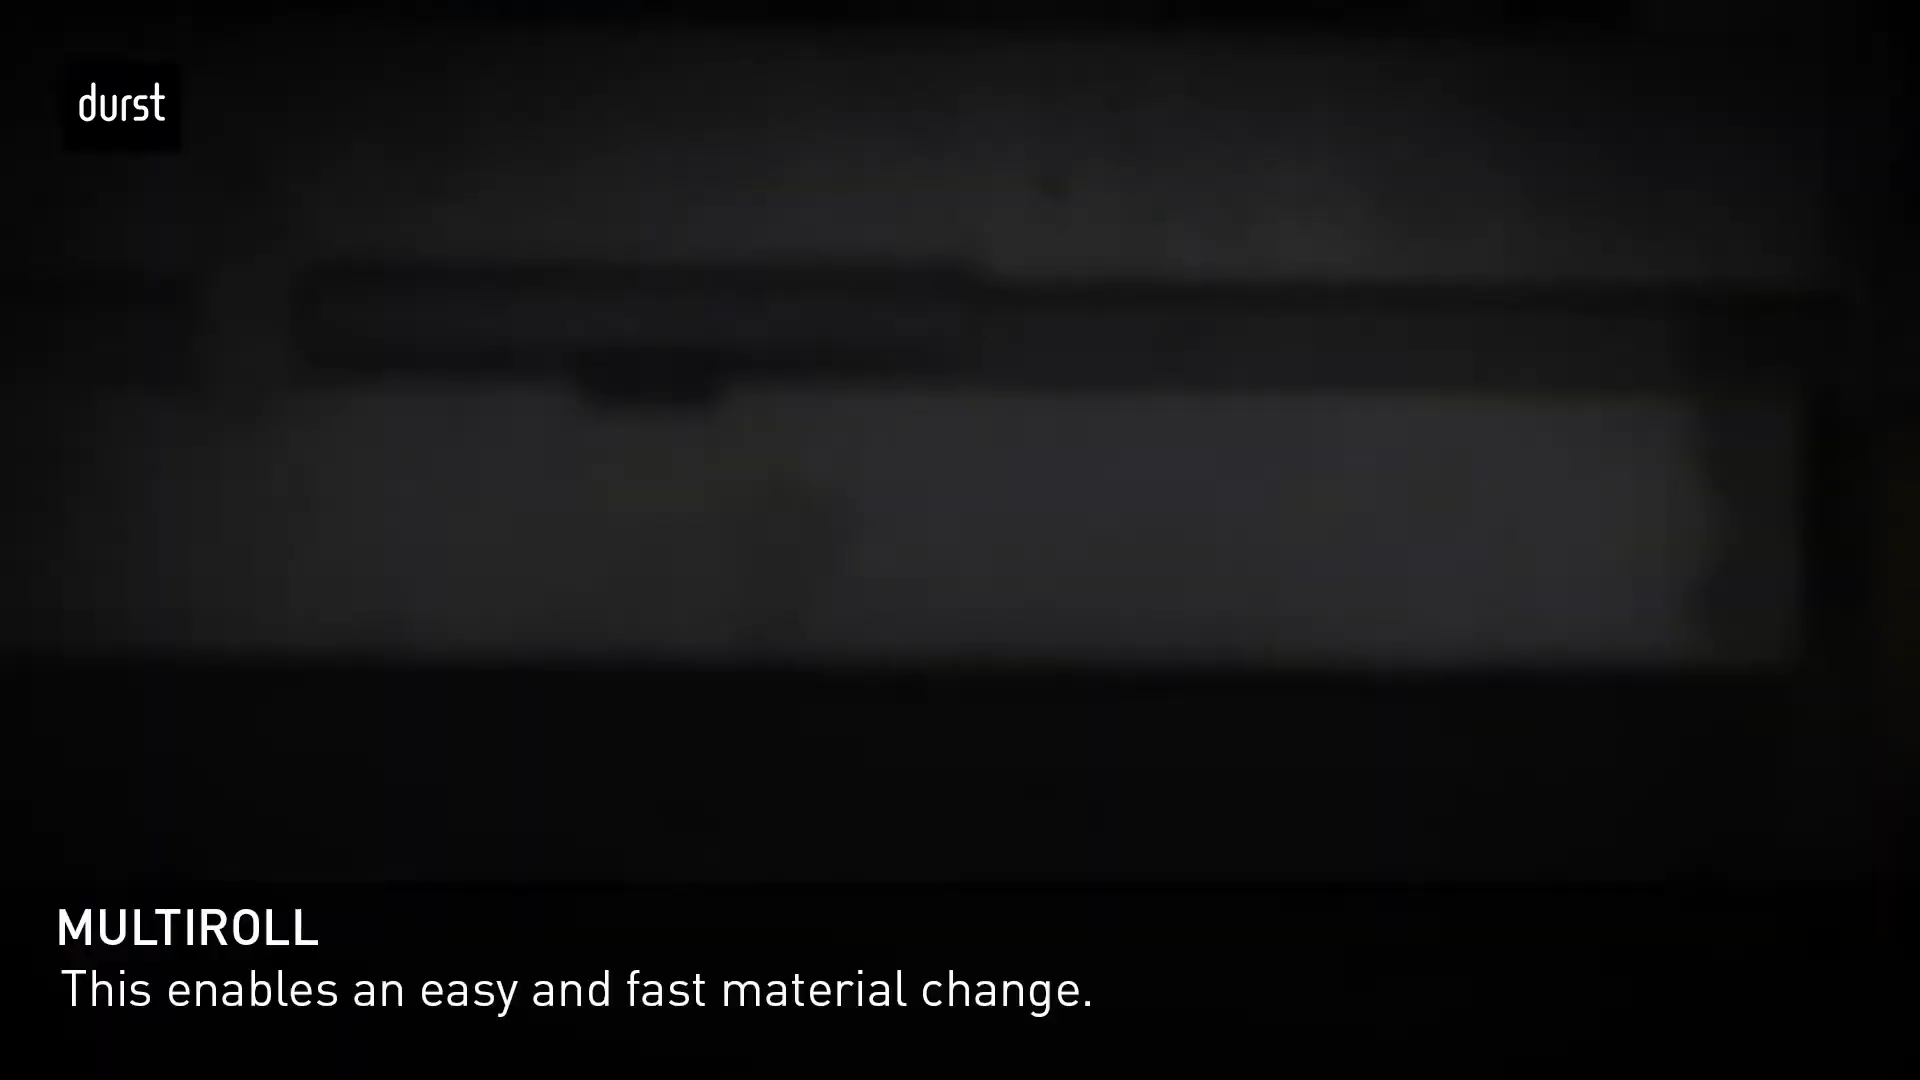 durst
MULTIROLL
This enables an easy and fast material change.